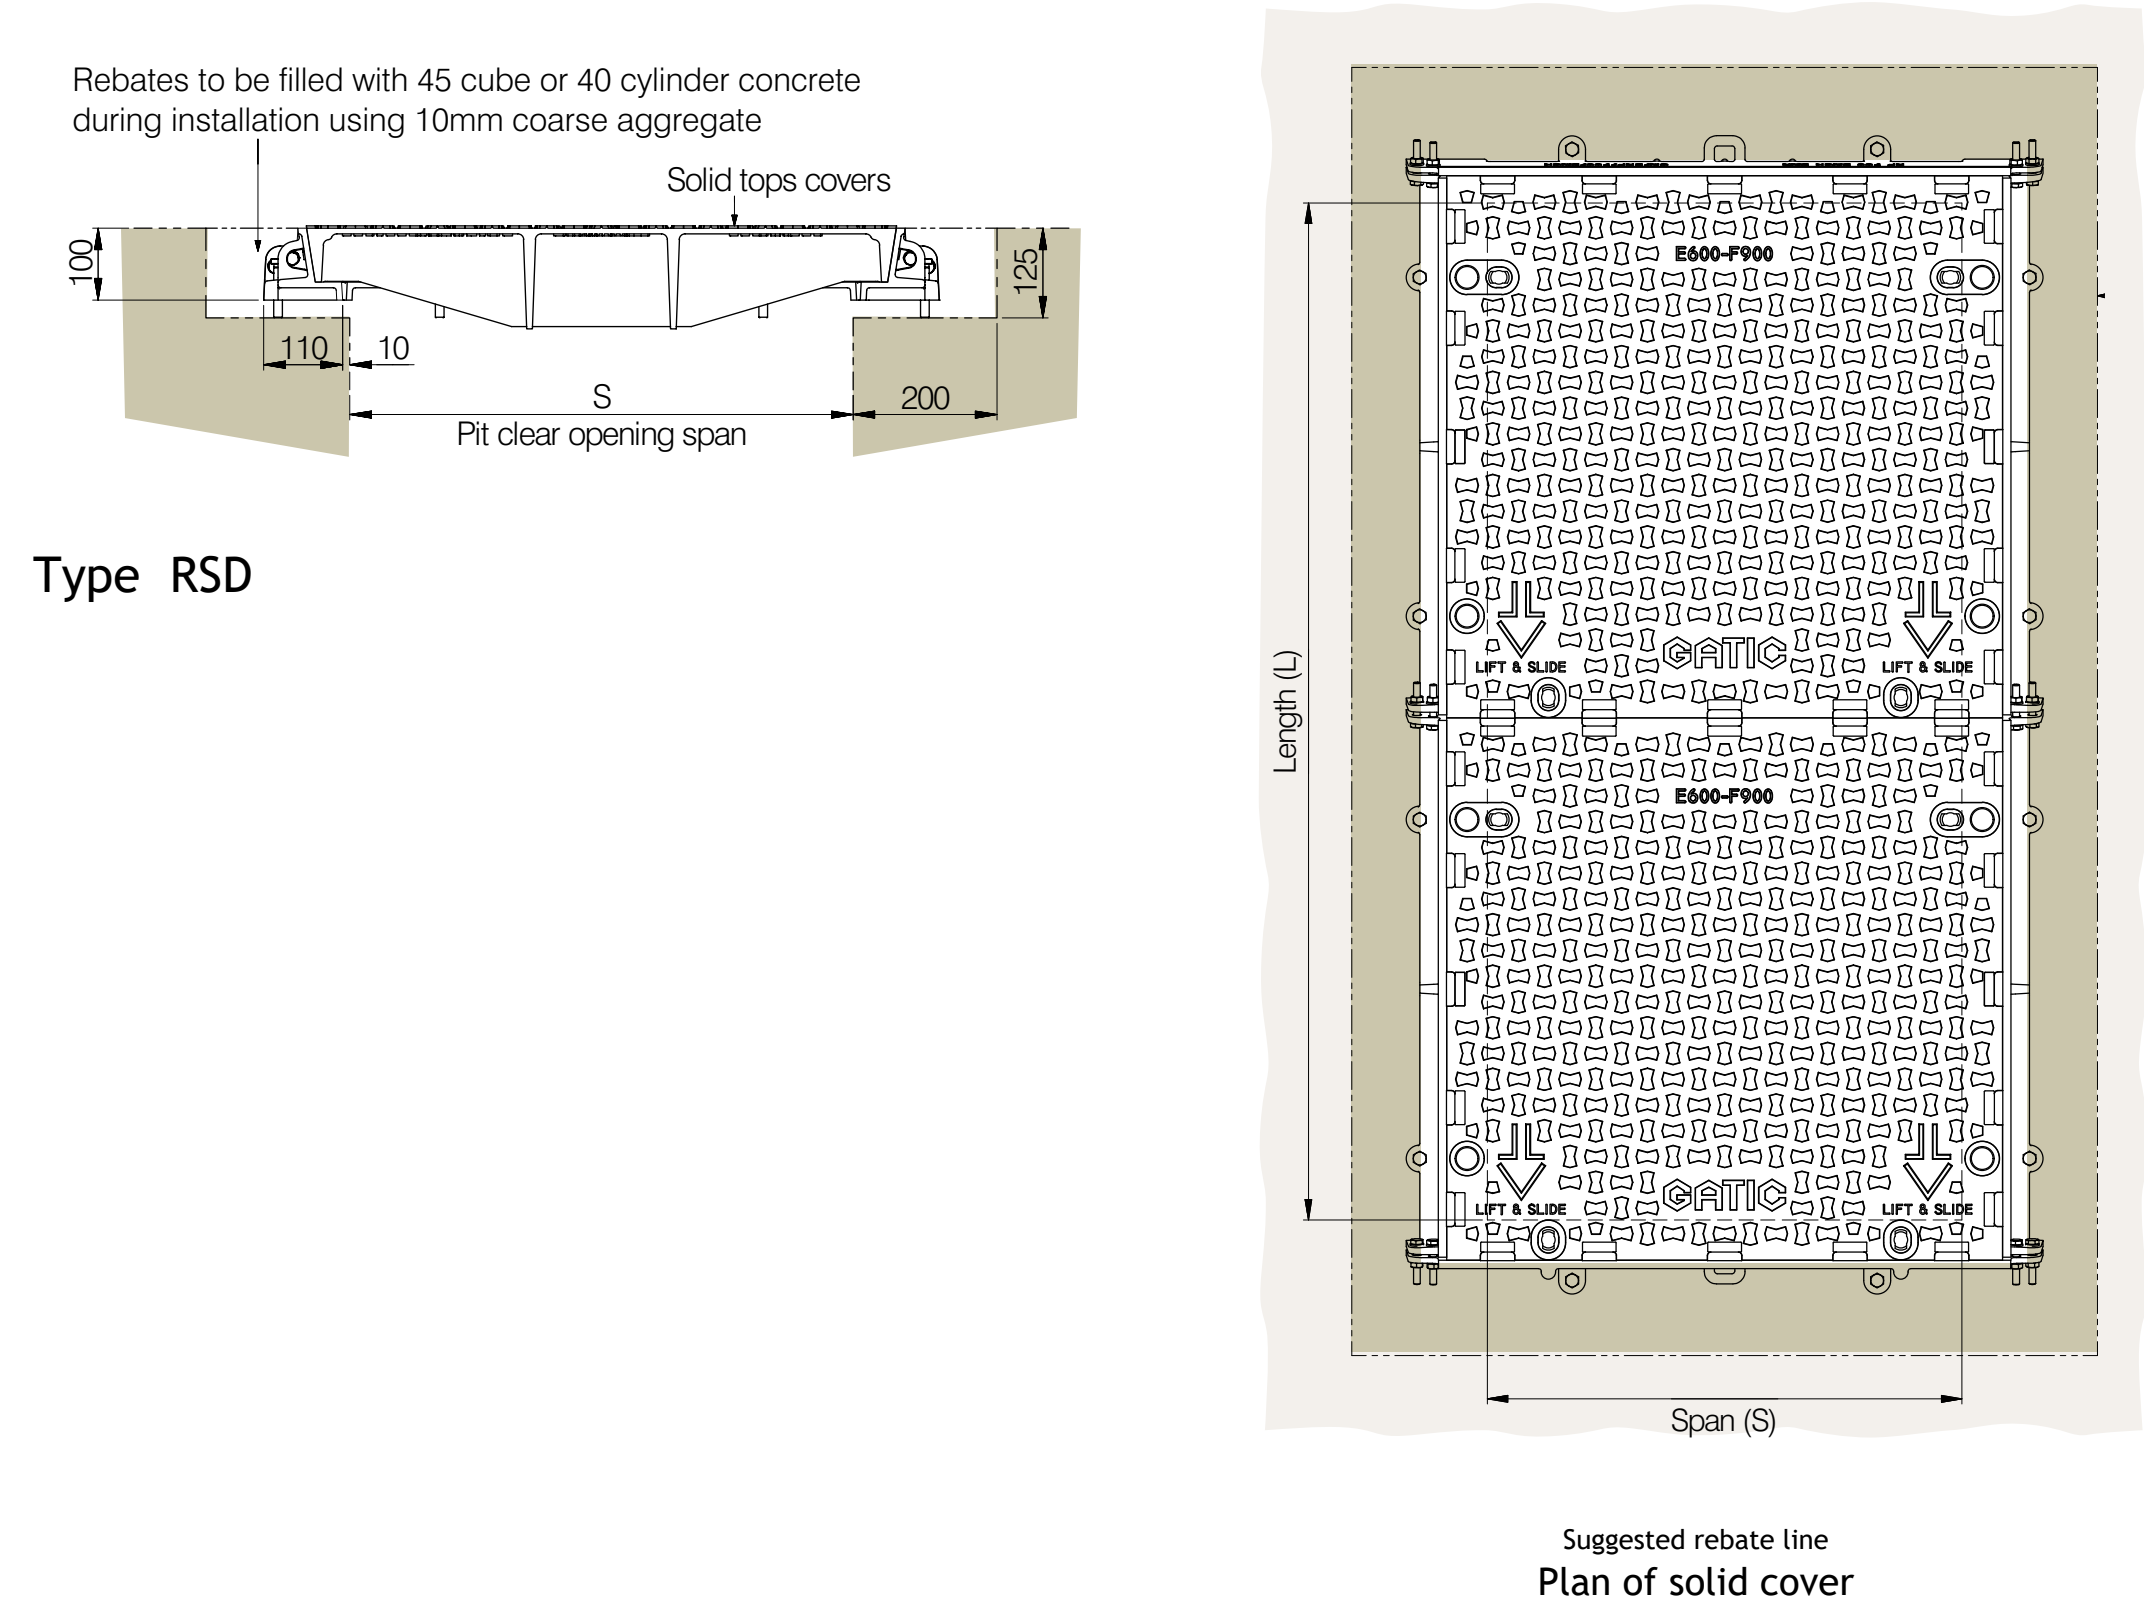 Rebates to be filled with 45 cube or 40 cylinder concrete
during installation using 10mm coarse aggregate
Solid tops covers
100
125
110
10
S
200
Pit clear opening span
Type RSD
E600-F900
LIFT & SLIDE
GATIC
LIFT & SLIDE
Length (L)
E600-F900
LIFT & SLIDE
GATIC
LIFT & SLIDE
Span (S)
Suggested rebate line
Plan of solid cover